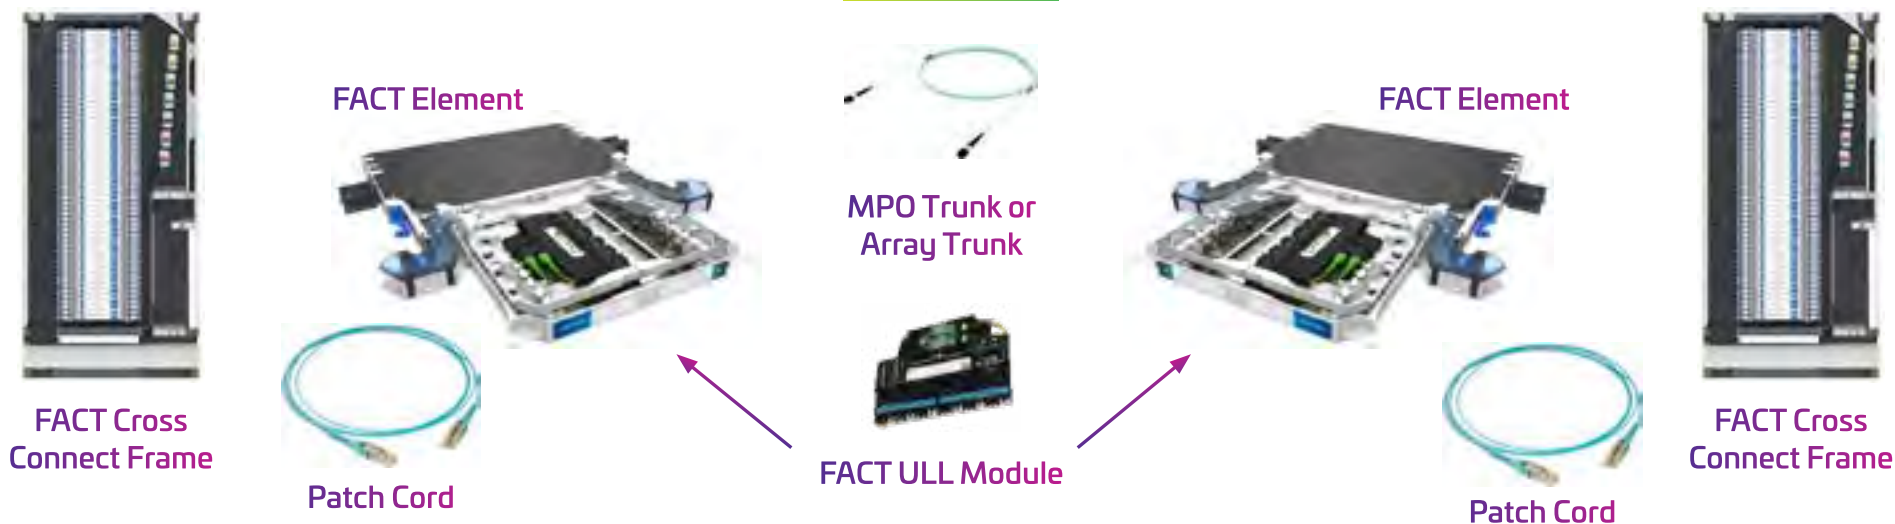 FACT Element
FACT Element
MPO Trunk or
Array Trunk
FACT Cross
Connect Frame
Patch Cord
FACT ULL Module
Patch Cord
FACT Cross
Connect Frame